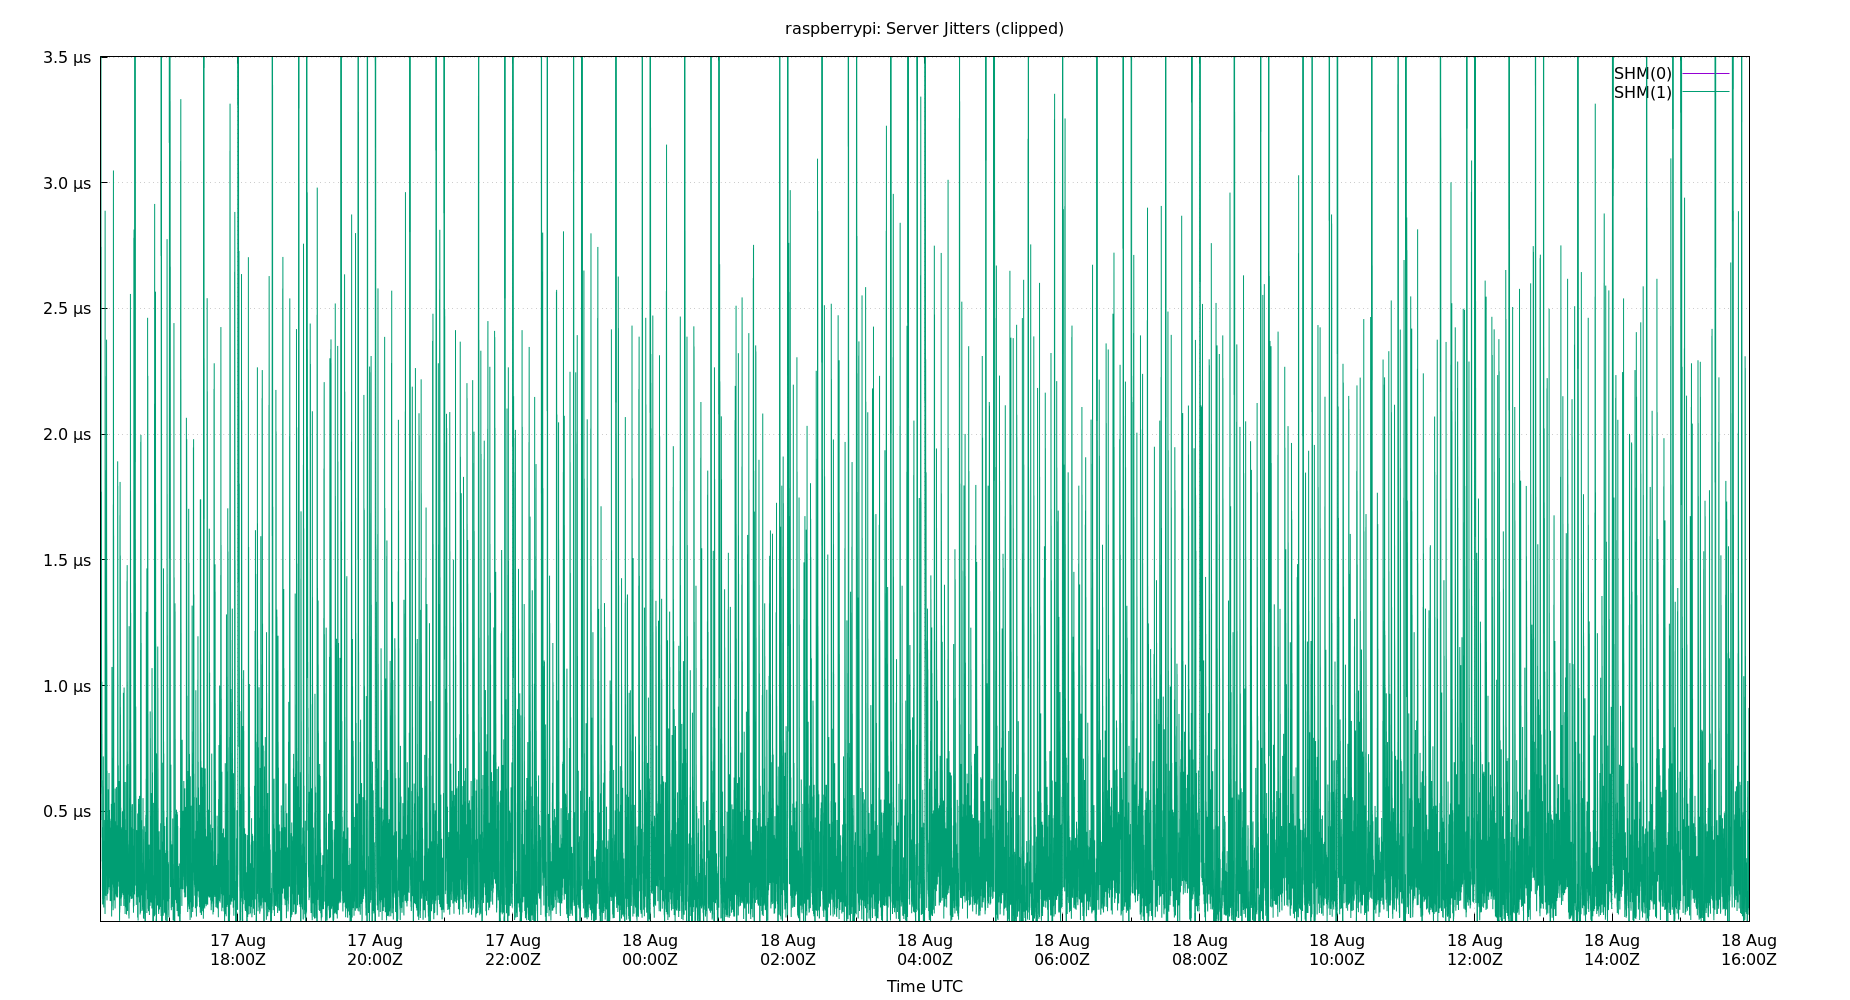 raspberrypi: Server Jitters (clipped)
3.5 µs
SHM(0)
SHM(1)
3.0 µs
2.5 µs
2.0 µs
1.5 µs
1.0 µs
0.5 µs
17 Aug 17 Aug 17 Aug 18 Aug 18 Aug 18 Aug 18 Aug 18 Aug 18 Aug 18 Aug 18 Aug 18 Aug
18:00Z 20:00Z 22:00Z 00:00Z 02:00Z 04:00Z 06:00Z 08:00Z 10:00Z 12:00Z 14:00Z 16:00Z
Time UTC